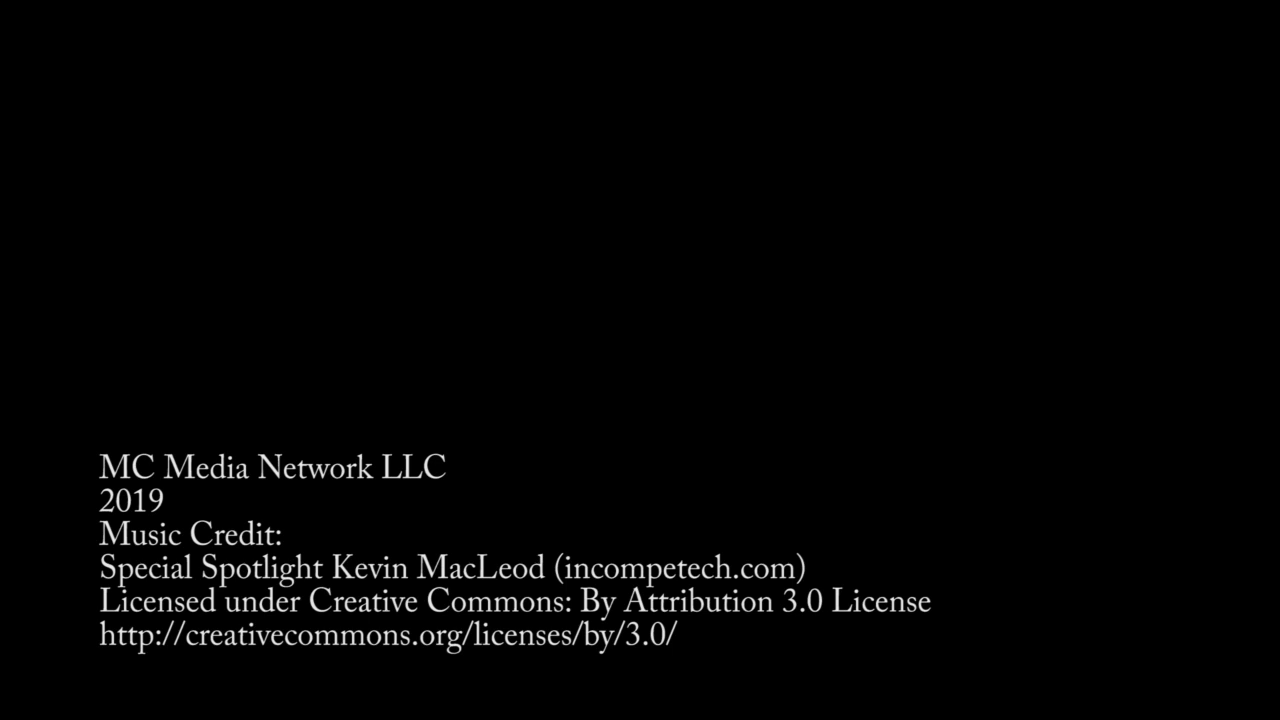 MC Media Network LLC
2019
Music Credit:
Special Spotlight Kevin MacLeod (incompetech.com)
Licensed under Creative Commons: By Attribution 3.0 License
http://creativecommons.org/licenses/by/3.0/